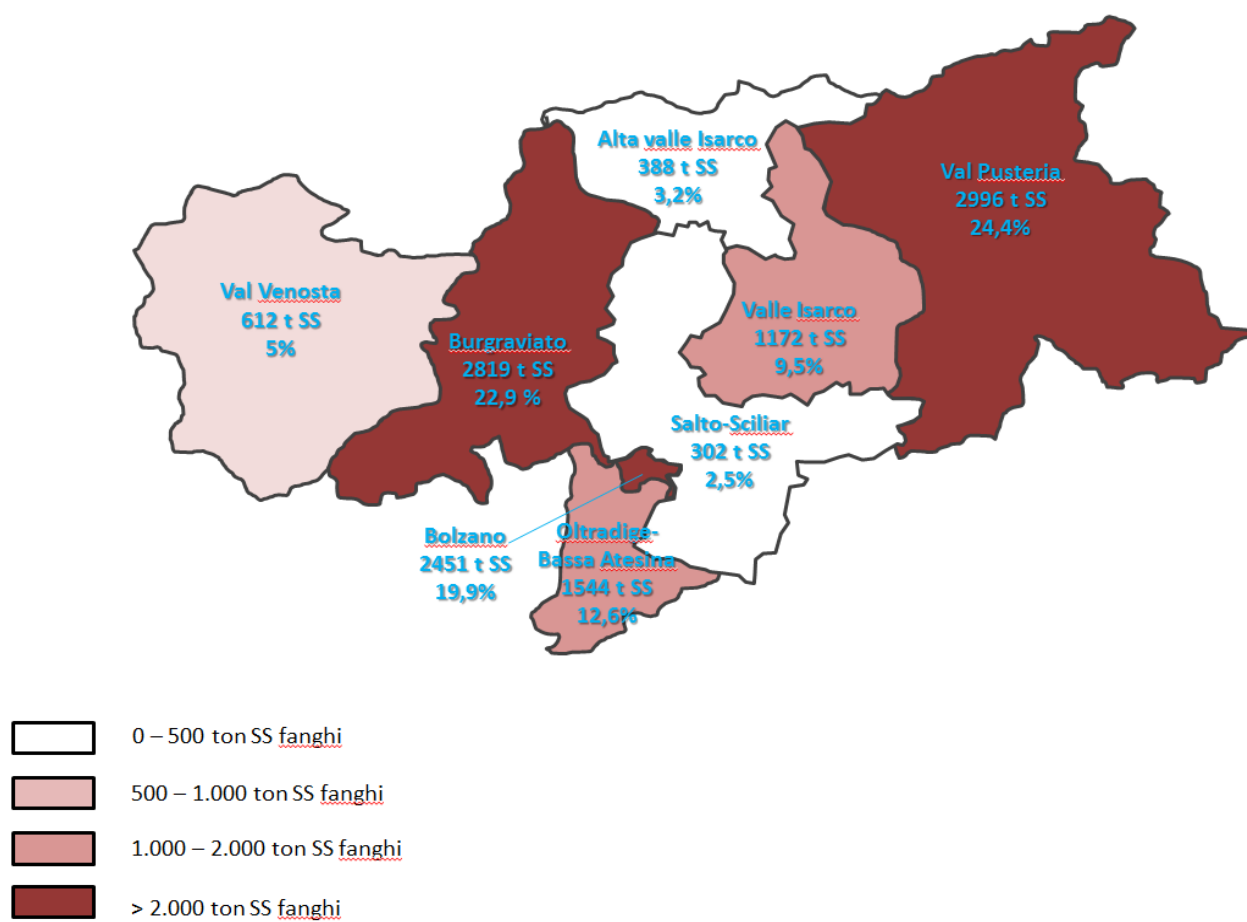 Alta valle Isarco
388 t SS
3,2%
Val Pusteria
2996 t SS
24,4%
Val Venosta
612 t SS
5%
Burgraviato
2819 t SS
22,9 %
Valle Isarco
1172 t SS
9,5%
Salto-Sciliar
302 t SS
2,5%
Bolzano
2451 t SS
19,9%
Oltradige-
Bassa Atesina
1544 t SS
12,6%
0 – 500 ton SS fanghi
500 – 1.000 ton SS fanghi
1.000 – 2.000 ton SS fanghi
> 2.000 ton SS fanghi